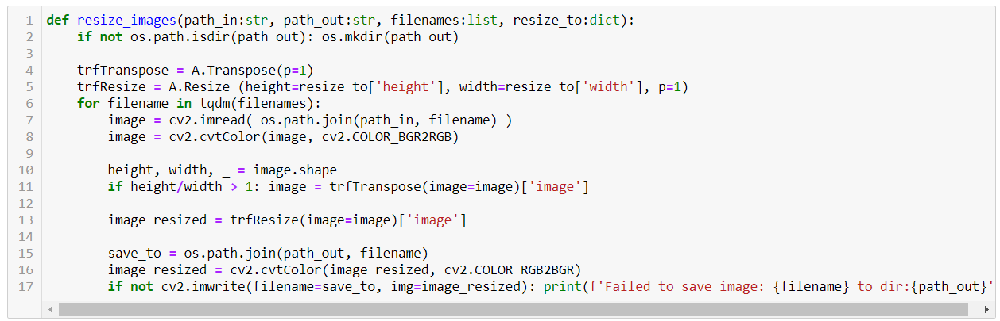 1 def resize_images(path_in:str, path_out:str, filenames:list, resize_to:dict):
2     if not os.path.isdir(path_out): os.mkdir(path_out)
3
4     trfTranspose = A.Transpose(p=1)
5     trfResize = A.Resize (height=resize_to['height'], width=resize_to['width'], p=1)
6     for filename in tqdm(filenames):
7         image = cv2.imread( os.path.join(path_in, filename) )
8         image = cv2.cvtColor(image, cv2.COLOR_BGR2RGB)
9
10         height, width, _ = image.shape
11         if height/width > 1: image = trfTranspose(image=image)['image']
12
13         image_resized = trfResize(image=image)['image']
14
15         save_to = os.path.join(path_out, filename)
16         image_resized = cv2.cvtColor(image_resized, cv2.COLOR_RGB2BGR)
17         if not cv2.imwrite(filename=save_to, img=image_resized): print(f'Failed to save image: {filename} to dir:{path_out}'